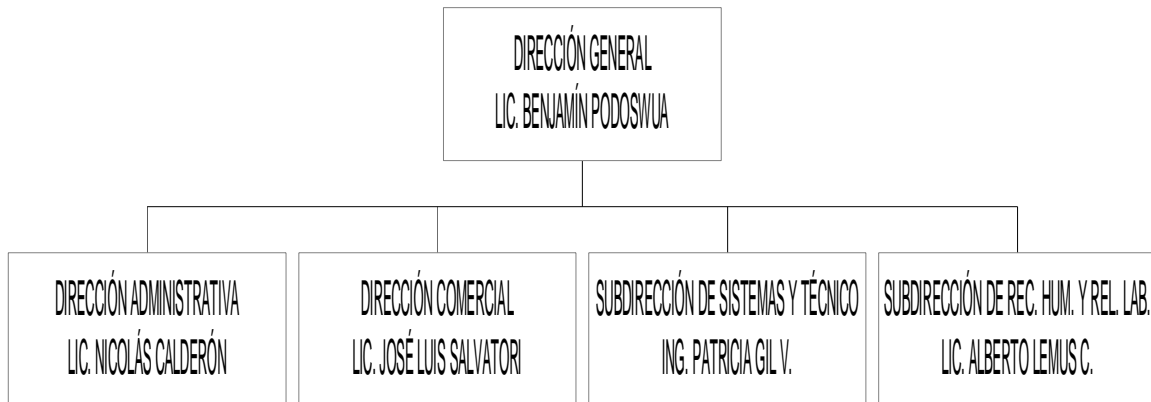 DIRECCIÓN GENERAL
LIC. BENJAMÍN PODOSWUA
DIRECCIÓN ADMINISTRATIVA
LIC. NICOLÁS CALDERÓN
DIRECCIÓN COMERCIAL
LIC. JOSÉ LUIS SALVATORI
SUBDIRECCIÓN DE SISTEMAS Y TÉCNICO
ING. PATRICIA GIL V.
SUBDIRECCIÓN DE REC. HUM. Y REL. LAB.
LIC. ALBERTO LEMUS C.